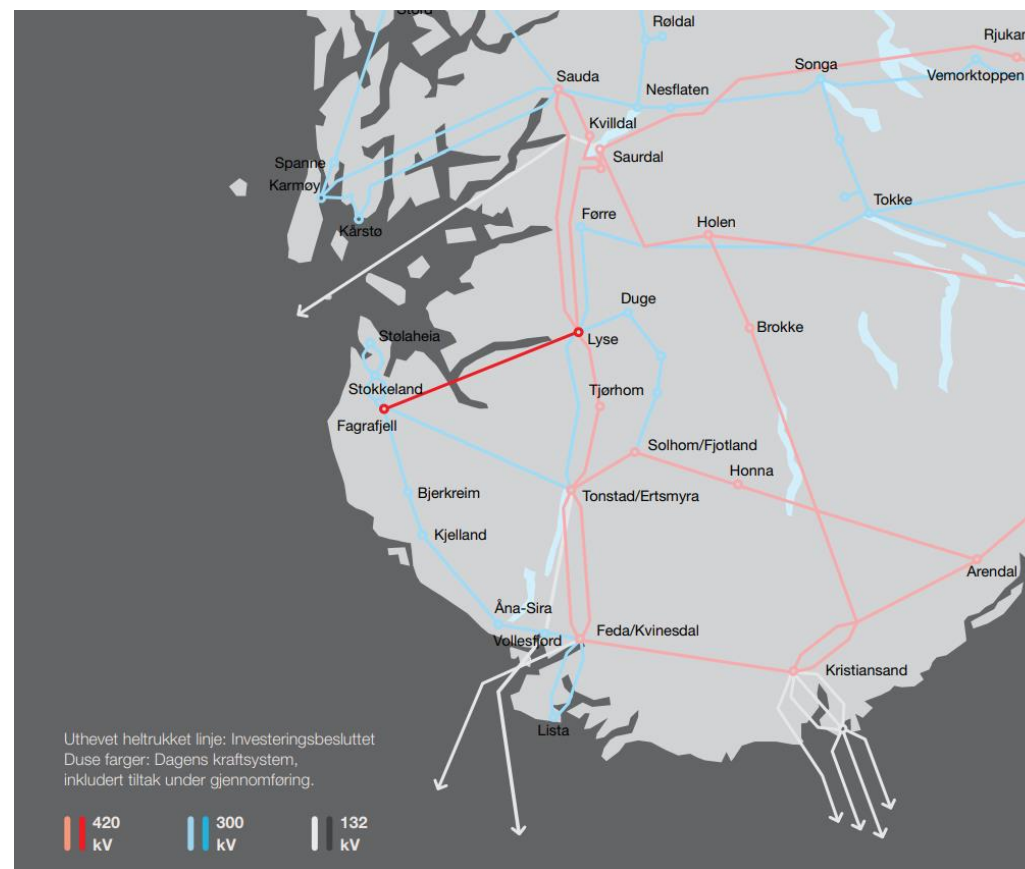 Stord
Røldal
Rjukan
Sauda
Songa
Vemorktoppen
Nesflaten
Kvilldal
Saurdal
Spanne
Karmøy
Kårstø
Førre
Holen
Tokke
Duge
Brokke
Stølaheia
Lyse
Stokkeland
Tjørhom
Fagrafjell
Solhom/Fjotland
Honna
Bjerkreim
Tonstad/Ertsmyra
Kjelland
Arendal
Åna-Sira
Vollesfjord
Feda/Kvinesdal
Kristiansand
Lista
Uthevet heltrukket linje: Investeringsbesluttet
Duse farger: Dagens kraftsystem,
inkludert tiltak under gjennomføring.
420 kV
300 kV
132 kV